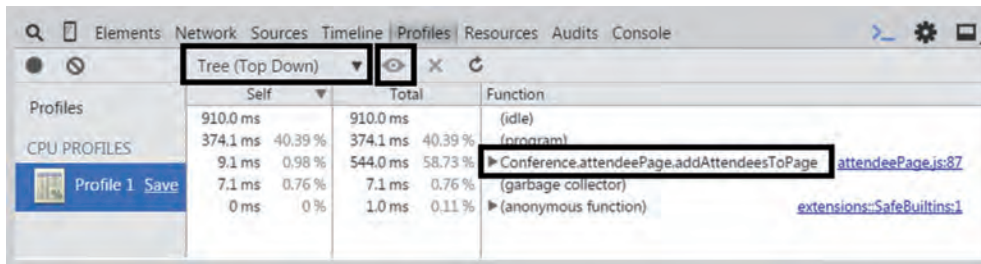 Elements Network Sources Timeline Profiles Resources Audits Console
Tree (Top Down)
Profiles
CPU PROFILES
Profile 1 Save
Self Total Function
910.0 ms 910.0 ms (idle)
374.1 ms 40.39 % 374.1 ms 40.39 % (program)
9.1 ms 0.98 % 544.0 ms 58.73 % Conference.attendeePage.addAttendeesToPage attendeePage.js:87
7.1 ms 0.76 % 7.1 ms 0.76 % (garbage collector)
0 ms 0 % 1.0 ms 0.11 % (anonymous function) extensions::SafeBuiltins:1